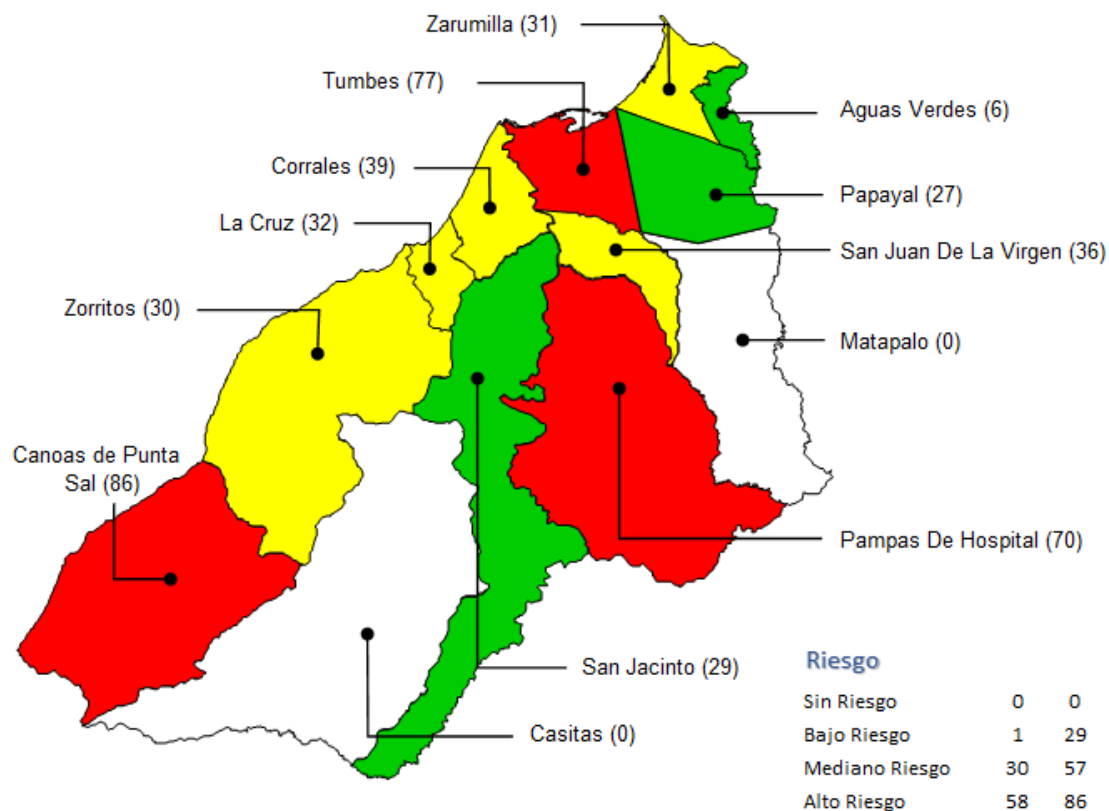 Zarumilla (31)
Tumbes (77)
Aguas Verdes (6)
Corrales (39)
Papayal (27)
La Cruz (32)
San Juan De La Virgen (36)
Zorritos (30)
Matapalo (0)
Canoas de Punta
Sal (86)
Pampas De Hospital (70)
San Jacinto (29)
Casitas (0)
Riesgo
Sin Riesgo 0 0
Bajo Riesgo 1 29
Mediano Riesgo 30 57
Alto Riesgo 58 86